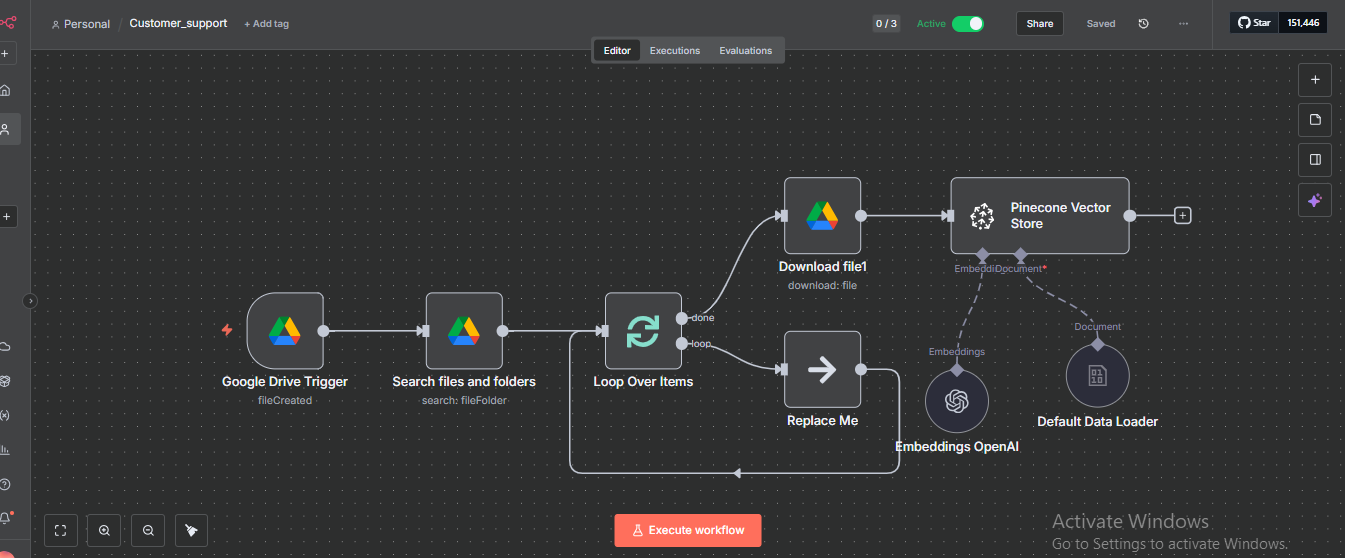 Personal / Customer_support + Add tag
0 / 3 Active Share Saved ... Star 151,446
Editor Executions Evaluations
Pinecone Vector
Store
Download file1
download: file
Embeddi Document*
done
loop
Document
Embeddings
Google Drive Trigger
fileCreated
Search files and folders
search: fileFolder
Loop Over Items
Replace Me
Embeddings OpenAI
Default Data Loader
01
10
Execute workflow
Activate Windows
Go to Settings to activate Windows.